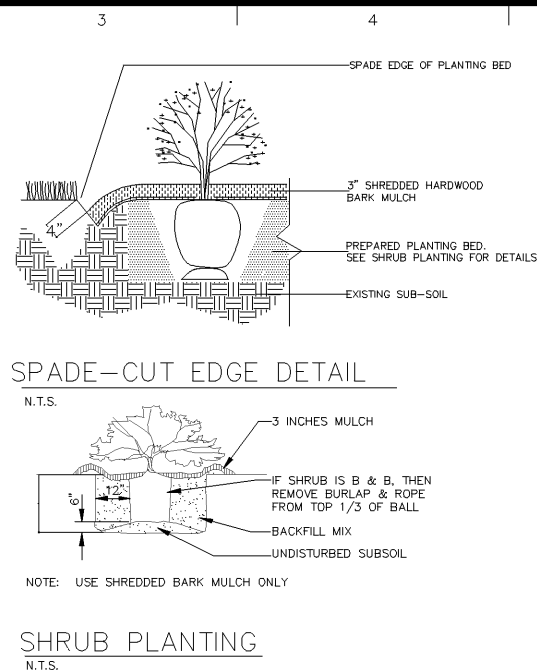 3 4
SPADE EDGE OF PLANTING BED
3" SHREDDED HARDWOOD
BARK MULCH
4"
PREPARED PLANTING BED.
SEE SHRUB PLANTING FOR DETAILS
EXISTING SUB-SOIL
SPADE-CUT EDGE DETAIL
N.T.S.
3 INCHES MULCH
IF SHRUB IS B & B, THEN
REMOVE BURLAP & ROPE
FROM TOP 1/3 OF BALL
12"
6"
BACKFILL MIX
UNDISTURBED SUBSOIL
NOTE: USE SHREDDED BARK MULCH ONLY
SHRUB PLANTING
N.T.S.